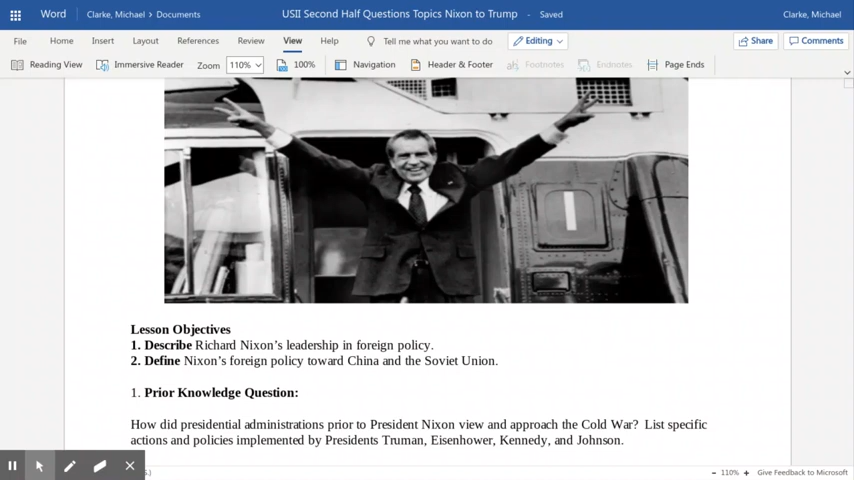 Word Clarke, Michael > Documents USII Second Half Questions Topics Nixon to Trump - Saved Clarke, Michael
File Home Insert Layout References Review View Help Tell me what you want to do Editing Share Comments
Reading View Immersive Reader Zoom 110% 100% Navigation Header & Footer Footnotes Endnotes Page Ends
Lesson Objectives
1. Describe Richard Nixon's leadership in foreign policy.
2. Define Nixon's foreign policy toward China and the Soviet Union.
1. Prior Knowledge Question:
How did presidential administrations prior to President Nixon view and approach the Cold War? List specific
actions and policies implemented by Presidents Truman, Eisenhower, Kennedy, and Johnson.
S.) - 110% + Give Feedback to Microsoft